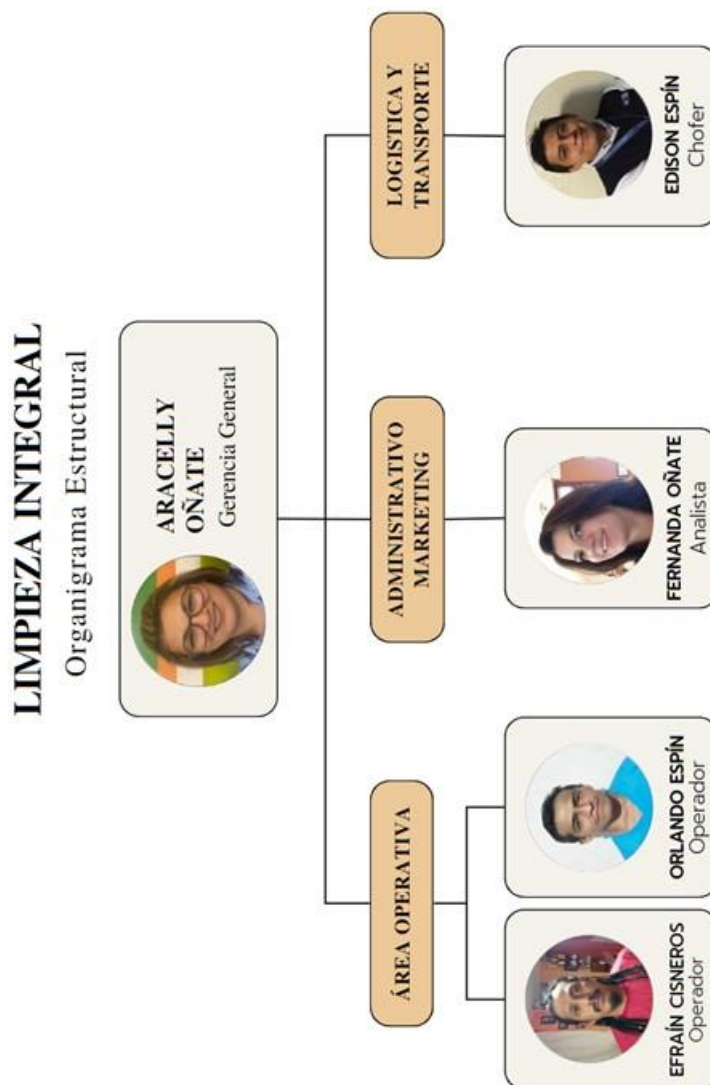 LIMPIEZA INTEGRAL
Organigrama Estructural
ARACELLY
OÑATE
Gerencia General
ÁREA OPERATIVA
ADMINISTRATIVO
MARKETING
LOGISTICA Y
TRANSPORTE
EFRAÍN CISNEROS
Operador
ORLANDO ESPÍN
Operador
FERNANDA OÑATE
Analista
EDISON ESPÍN
Chofer